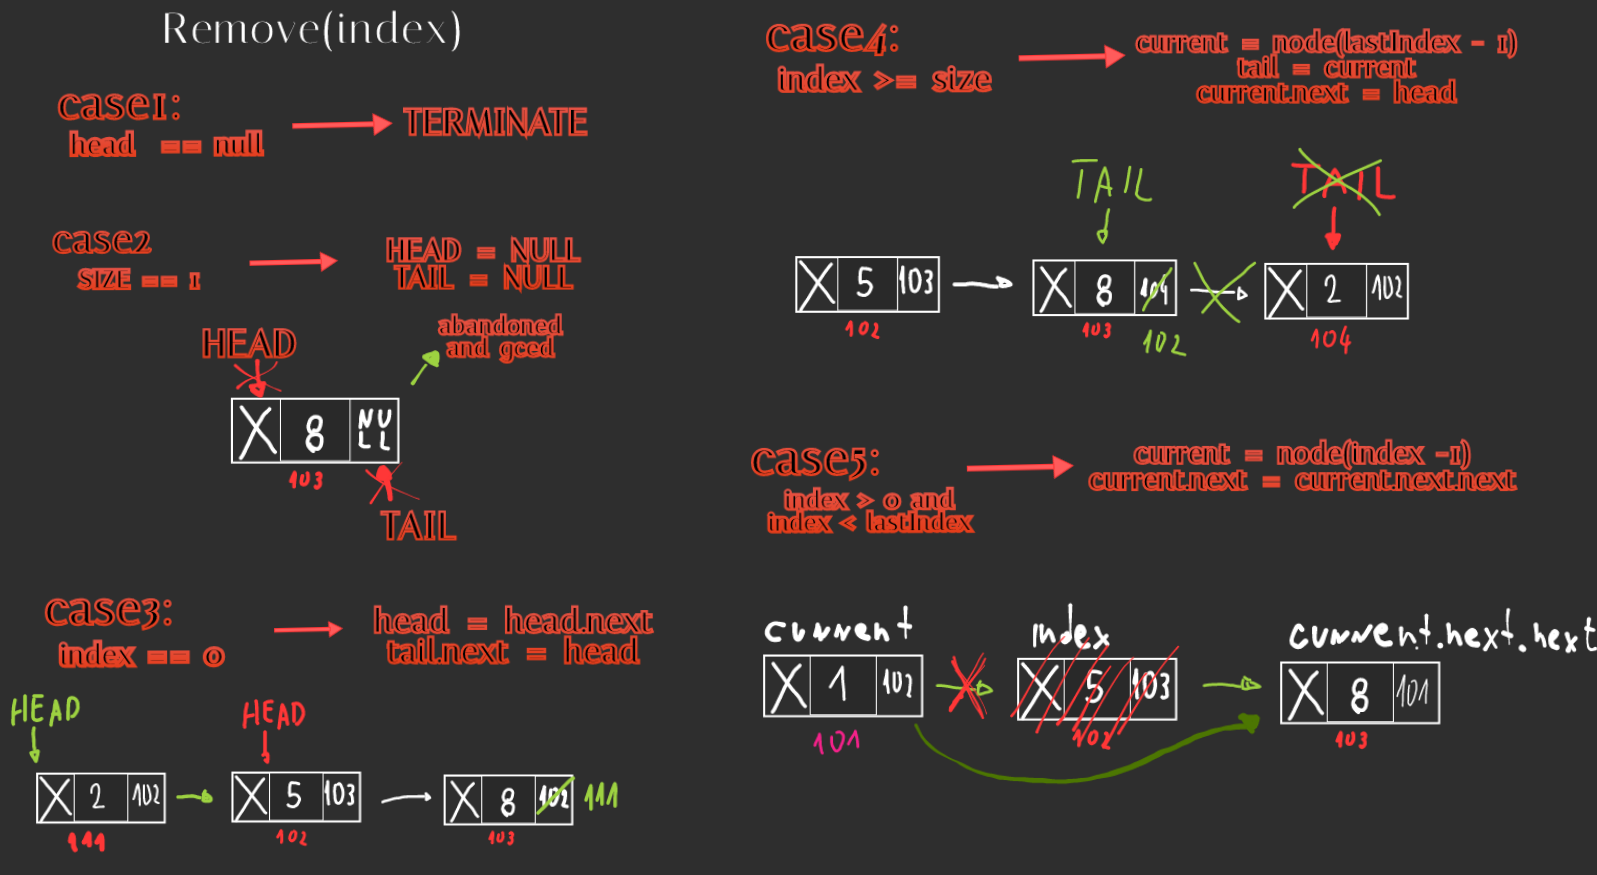 Remove(index)
case1:
head == null
TERMINATE
case2
SIZE == 1
HEAD = NULL
TAIL = NULL
abandoned
and gced
HEAD
X 8 NULL
103
TAIL
case3:
index == 0
head = head.next
tail.next = head
HEAD
HEAD
X 2 102
X 5 103
X 8 102 111
111
102
103
case4:
index >= size
current = node(lastIndex - 1)
tail = current
current.next = head
TAIL
TAIL
X 5 103
X 8 104
X 2 102
102
103
102
104
case5:
index > 0 and
index < lastIndex
current = node(index -1)
current.next = current.next.next
current
index
current.next.next
X 1 102
X 5 103
X 8 101
101
102
103